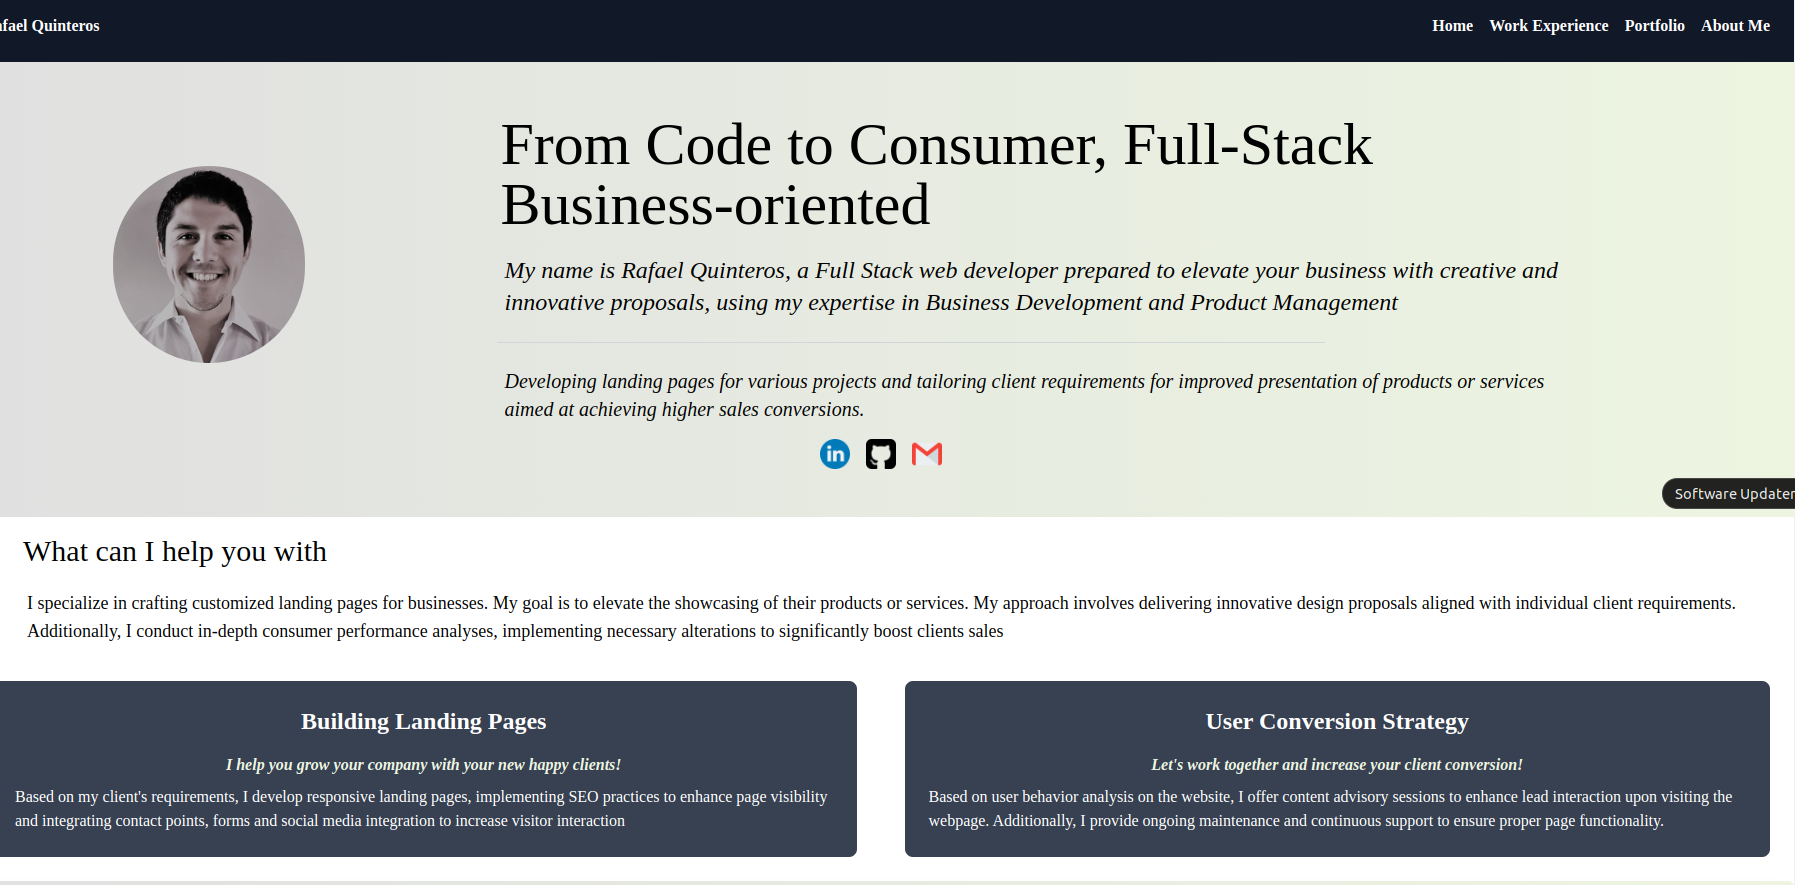 afael Quinteros
Home Work Experience Portfolio About Me
From Code to Consumer, Full-Stack
Business-oriented
My name is Rafael Quinteros, a Full Stack web developer prepared to elevate your business with creative and
innovative proposals, using my expertise in Business Development and Product Management
Developing landing pages for various projects and tailoring client requirements for improved presentation of products or services
aimed at achieving higher sales conversions.
in
Software Updater
What can I help you with
I specialize in crafting customized landing pages for businesses. My goal is to elevate the showcasing of their products or services. My approach involves delivering innovative design proposals aligned with individual client requirements.
Additionally, I conduct in-depth consumer performance analyses, implementing necessary alterations to significantly boost clients sales
Building Landing Pages
I help you grow your company with your new happy clients!
Based on my client's requirements, I develop responsive landing pages, implementing SEO practices to enhance page visibility
and integrating contact points, forms and social media integration to increase visitor interaction
User Conversion Strategy
Let's work together and increase your client conversion!
Based on user behavior analysis on the website, I offer content advisory sessions to enhance lead interaction upon visiting the
webpage. Additionally, I provide ongoing maintenance and continuous support to ensure proper page functionality.